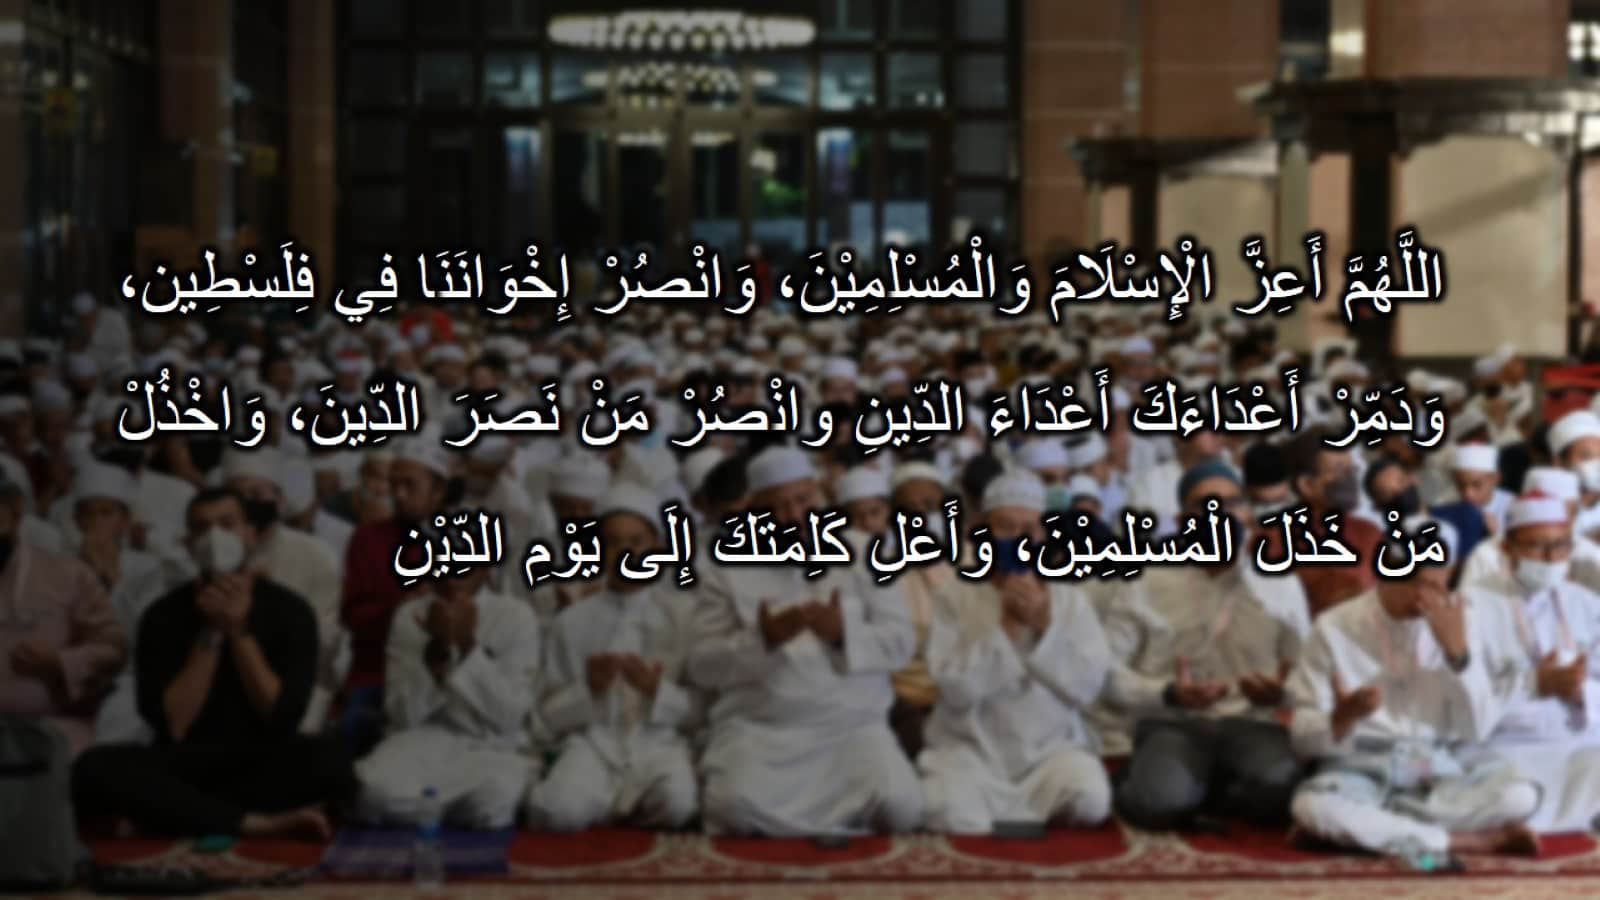 اللَّهُمَّ أَعِزَّ الْإِسْلَامَ وَالْمُسْلِمِيْنَ، وَانْصُرْ إِخْوَانَنَا فِي فِلَسْطِين،
وَدَمِّرْ أَعْدَاءَكَ أَعْدَاءَ الدِّينِ وانْصُرْ مَنْ نَصَرَ الدِّينَ، وَاخْذُلْ
مَنْ خَذَلَ الْمُسْلِمِيْنَ، وَأَعْلِ كَلِمَتَكَ إِلَى يَوْمِ الدِّيْنِ